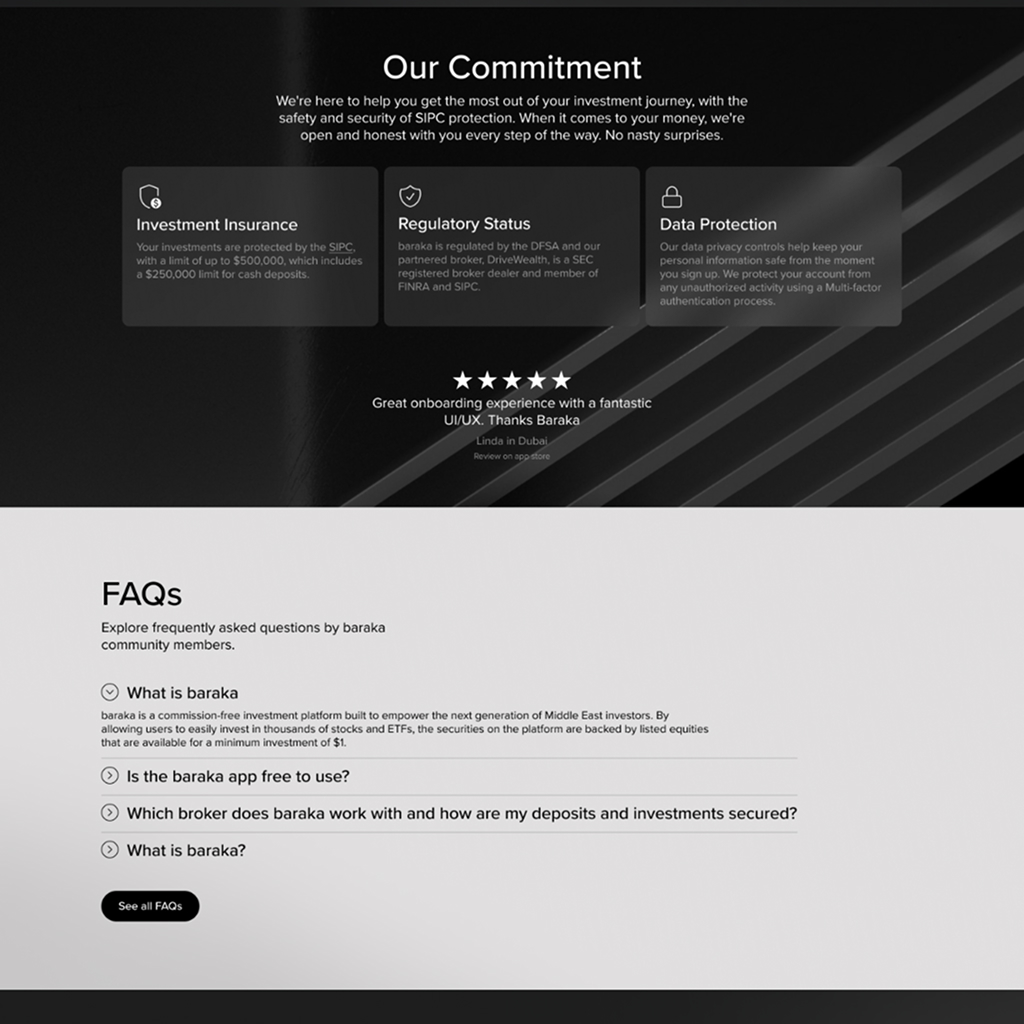 Our Commitment
We're here to help you get the most out of your investment journey, with the
safety and security of SIPC protection. When it comes to your money, we're
open and honest with you every step of the way. No nasty surprises.
Investment Insurance
Your investments are protected by the SIPC,
with a limit of up to $500,000, which includes
a $250,000 limit for cash deposits.
Regulatory Status
baraka is regulated by the DFSA and our
partnered broker, DriveWealth, is a SEC
registered broker dealer and member of
FINRA and SIPC.
Data Protection
Our data privacy controls help keep your
personal information safe from the moment
you sign up. We protect your account from
any unauthorized activity using a Multi-factor
authentication process.
Great onboarding experience with a fantastic
UI/UX. Thanks Baraka
Linda in Dubai
Review on app store
FAQs
Explore frequently asked questions by baraka
community members.
What is baraka
baraka is a commission-free investment platform built to empower the next generation of Middle East investors. By
allowing users to easily invest in thousands of stocks and ETFs, the securities on the platform are backed by listed equities
that are available for a minimum investment of $1.
Is the baraka app free to use?
Which broker does baraka work with and how are my deposits and investments secured?
What is baraka?
See all FAQs